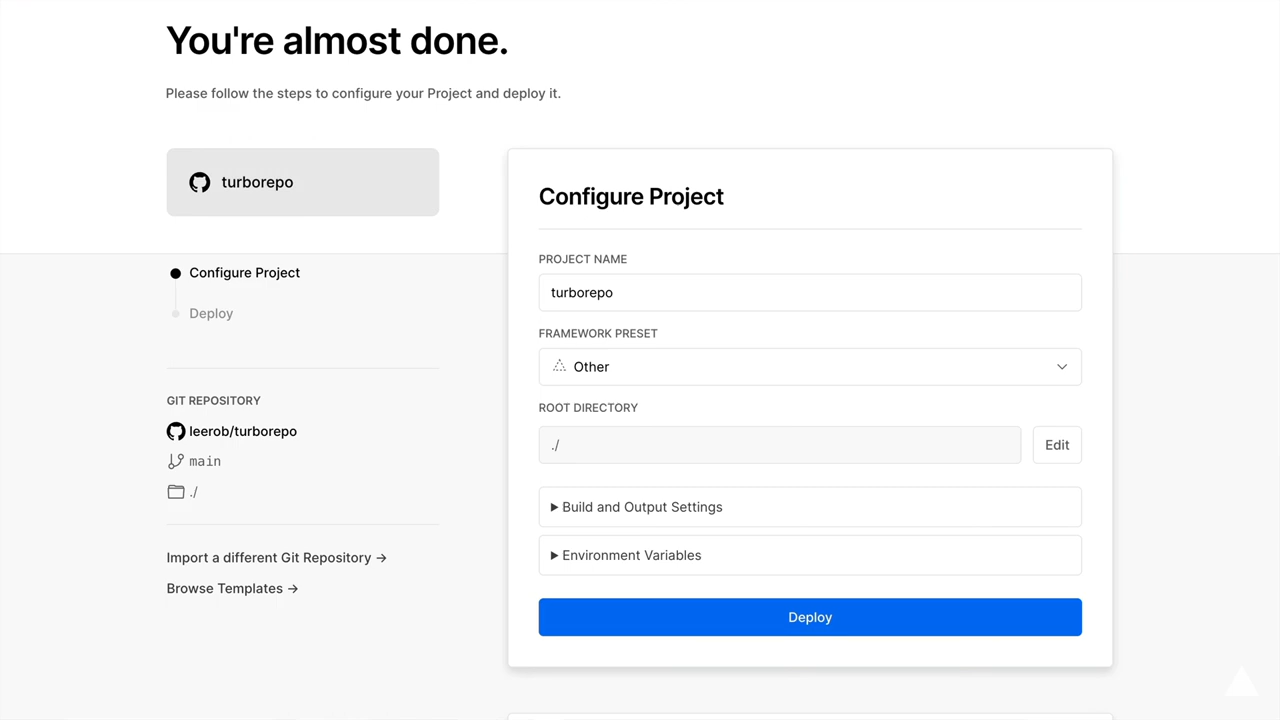 You're almost done.
Please follow the steps to configure your Project and deploy it.
turborepo
Configure Project
Deploy
GIT REPOSITORY
leerob/turborepo
main
./
Import a different Git Repository →
Browse Templates →
Configure Project
PROJECT NAME
turborepo
FRAMEWORK PRESET
Other
ROOT DIRECTORY
./
Edit
Build and Output Settings
Environment Variables
Deploy